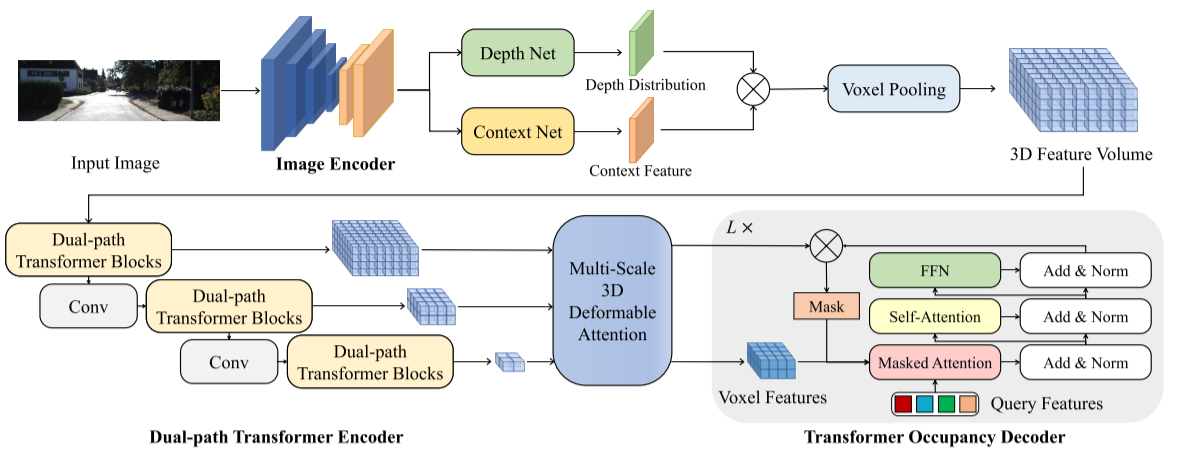 Depth Net
Depth Distribution
Voxel Pooling
Context Net
Input Image
Image Encoder
Context Feature
3D Feature Volume
Dual-path
Transformer Blocks
Conv
Dual-path
Transformer Blocks
Conv
Dual-path
Transformer Blocks
Multi-Scale
3D
Deformable
Attention
L ×
FFN
Add & Norm
Mask
Self-Attention
Add & Norm
Masked Attention
Add & Norm
Voxel Features
Query Features
Dual-path Transformer Encoder
Transformer Occupancy Decoder